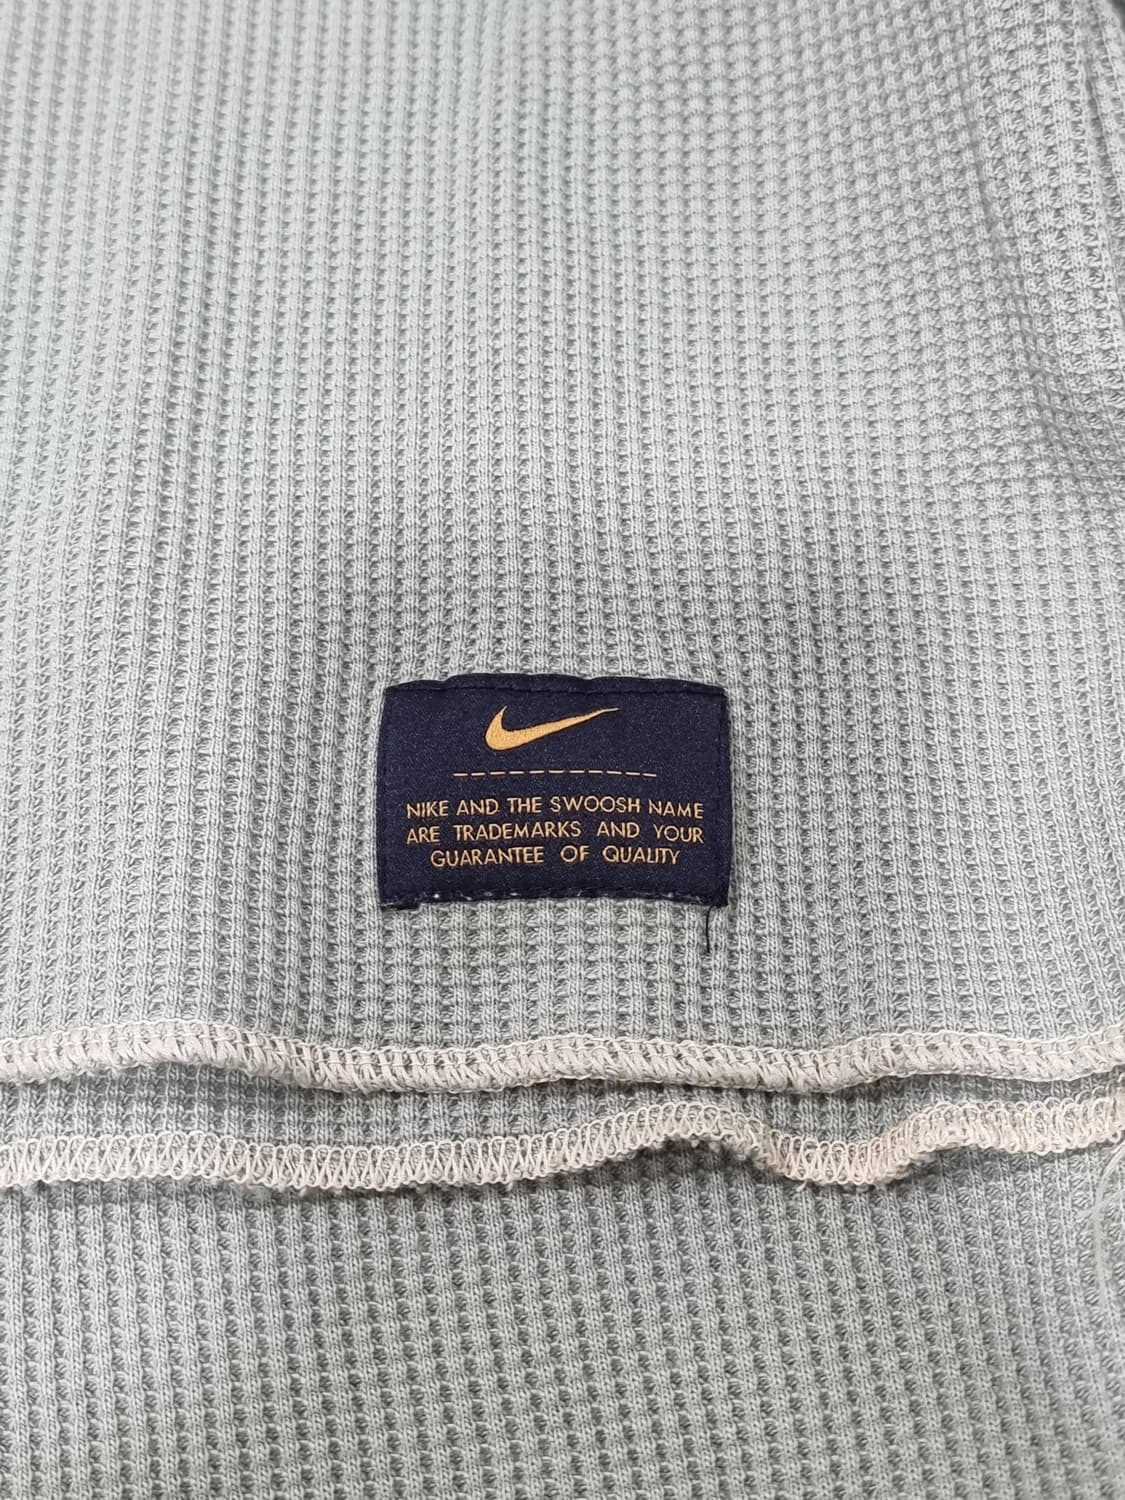 NIKE AND THE SWOOSH NAME
ARE TRADEMARKS AND YOUR
GUARANTEE OF QUALITY